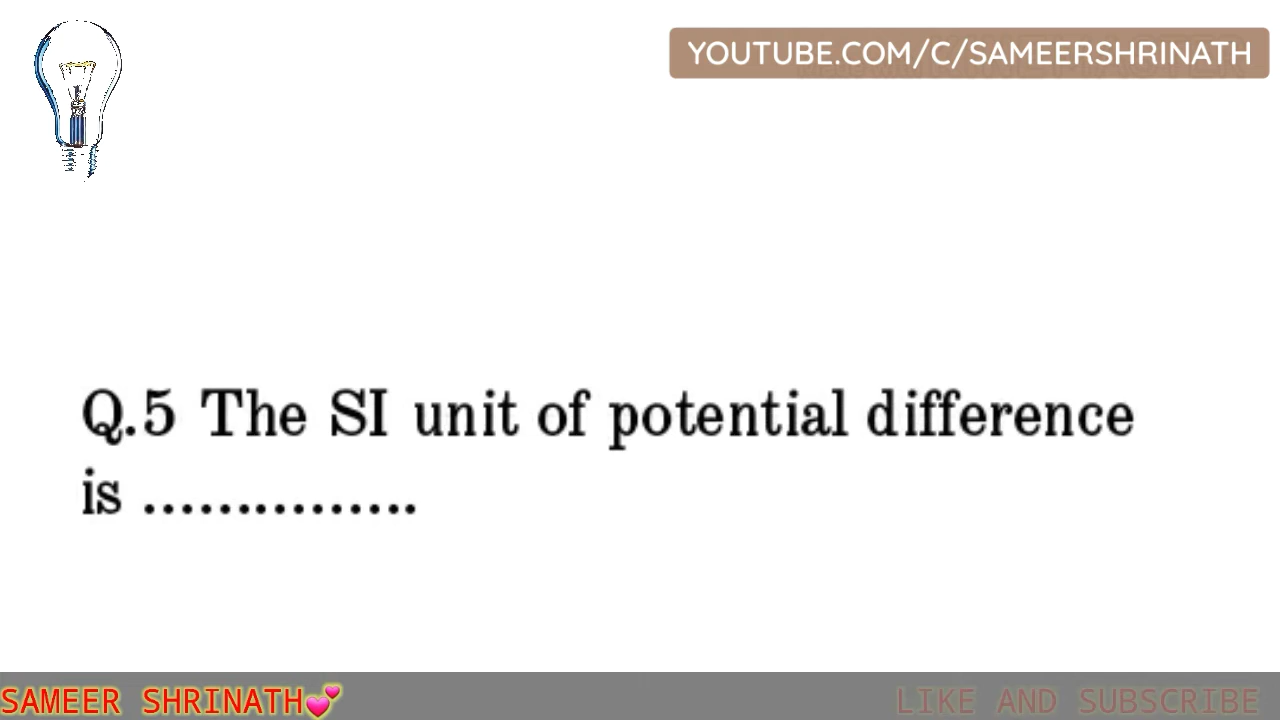 YOUTUBE.COM/C/SAMEERSHRINATH
Q.5 The SI unit of potential difference
is ...............
SAMEER SHRINATH💕
LIKE AND SUBSCRIBE